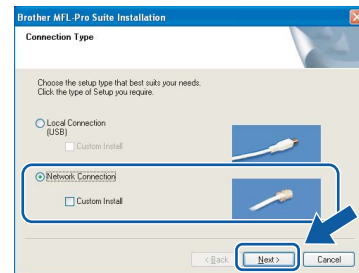 Brother MFL-Pro Suite Installation
Connection Type
Choose the setup type that best suits your needs.
Click the type of Setup you require.
Local Connection
(USB)
Custom Install
Network Connection
Custom Install
< Back
Next >
Cancel